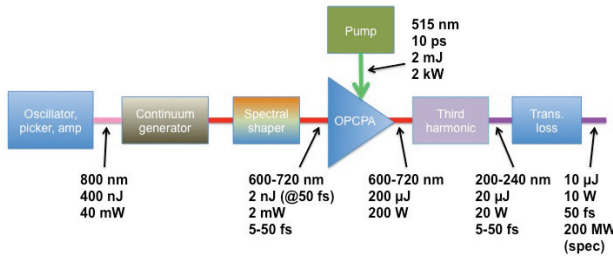 Pump
515 nm
10 ps
2 mJ
2 kW
Oscillator,
picker, amp
Continuum
generator
Spectral
shaper
OPCPA
Third
harmonic
Trans.
loss
800 nm
400 nJ
40 mW
600-720 nm
2 nJ (@50 fs)
2 mW
5-50 fs
600-720 nm
200 μJ
200 W
200-240 nm
20 μJ
20 W
5-50 fs
10 μJ
10 W
50 fs
200 MW
(spec)